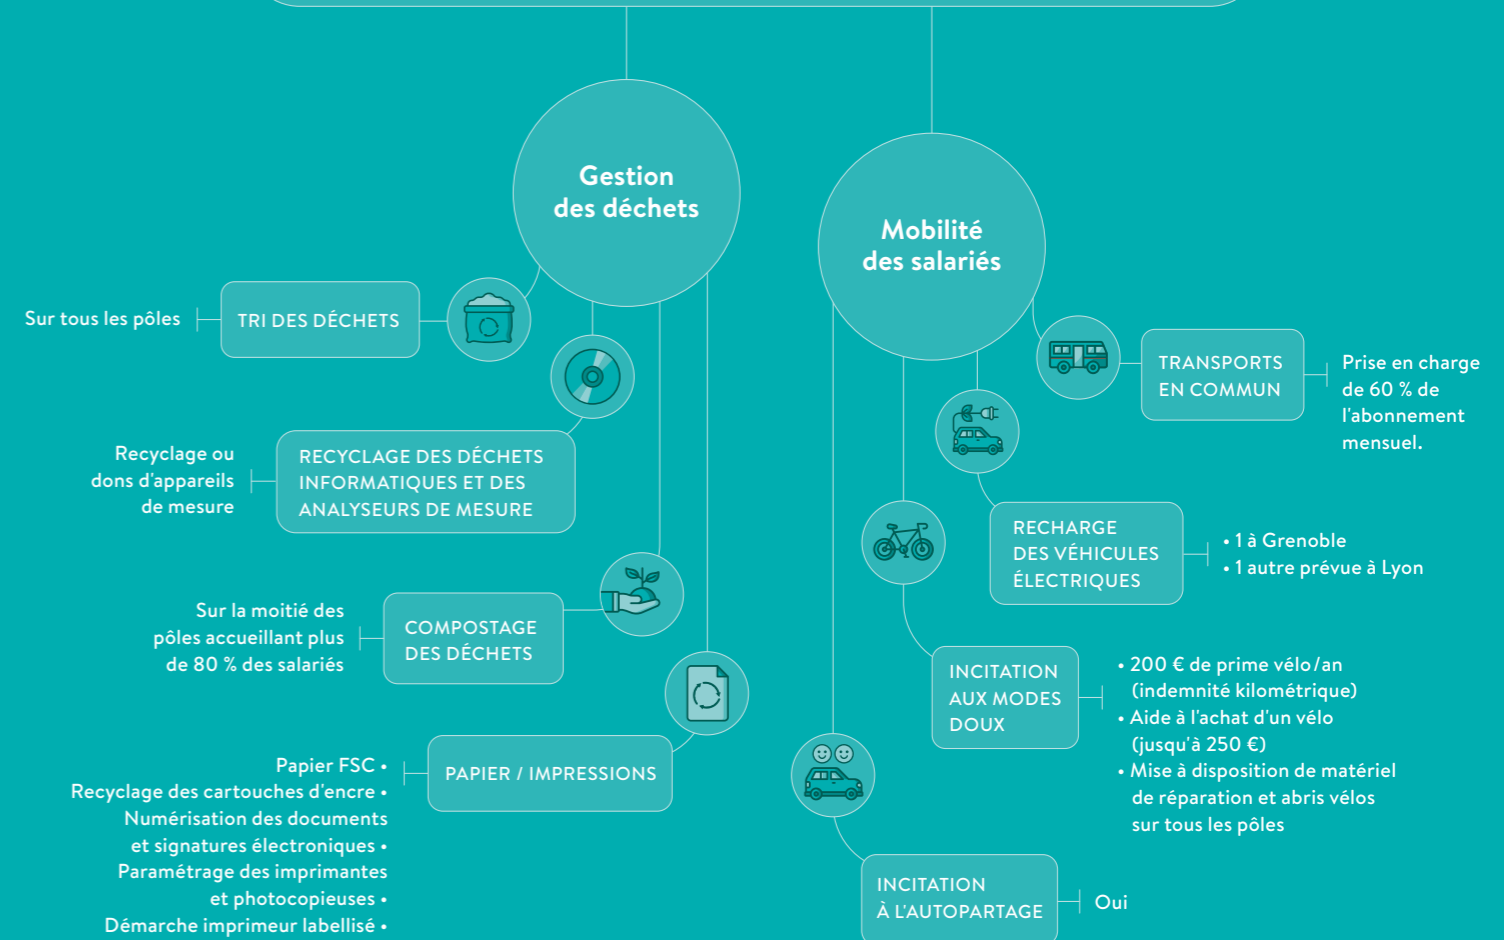 Gestion
des déchets
Sur tous les pôles
TRI DES DÉCHETS
Recyclage ou
dons d'appareils
de mesure
RECYCLAGE DES DÉCHETS
INFORMATIQUES ET DES
ANALYSEURS DE MESURE
Sur la moitié des
pôles accueillant plus
de 80 % des salariés
COMPOSTAGE
DES DÉCHETS
Papier FSC •
Recyclage des cartouches d'encre •
Numérisation des documents
et signatures électroniques •
Paramétrage des imprimantes
et photocopieuses •
Démarche imprimeur labellisé •
PAPIER / IMPRESSIONS
Mobilité
des salariés
TRANSPORTS
EN COMMUN
Prise en charge
de 60 % de
l'abonnement
mensuel.
RECHARGE
DES VÉHICULES
ÉLECTRIQUES
• 1 à Grenoble
• 1 autre prévue à Lyon
INCITATION
AUX MODES
DOUX
• 200 € de prime vélo/an
(indemnité kilométrique)
• Aide à l'achat d'un vélo
(jusqu'à 250 €)
• Mise à disposition de matériel
de réparation et abris vélos
sur tous les pôles
INCITATION
À L'AUTOPARTAGE
Oui